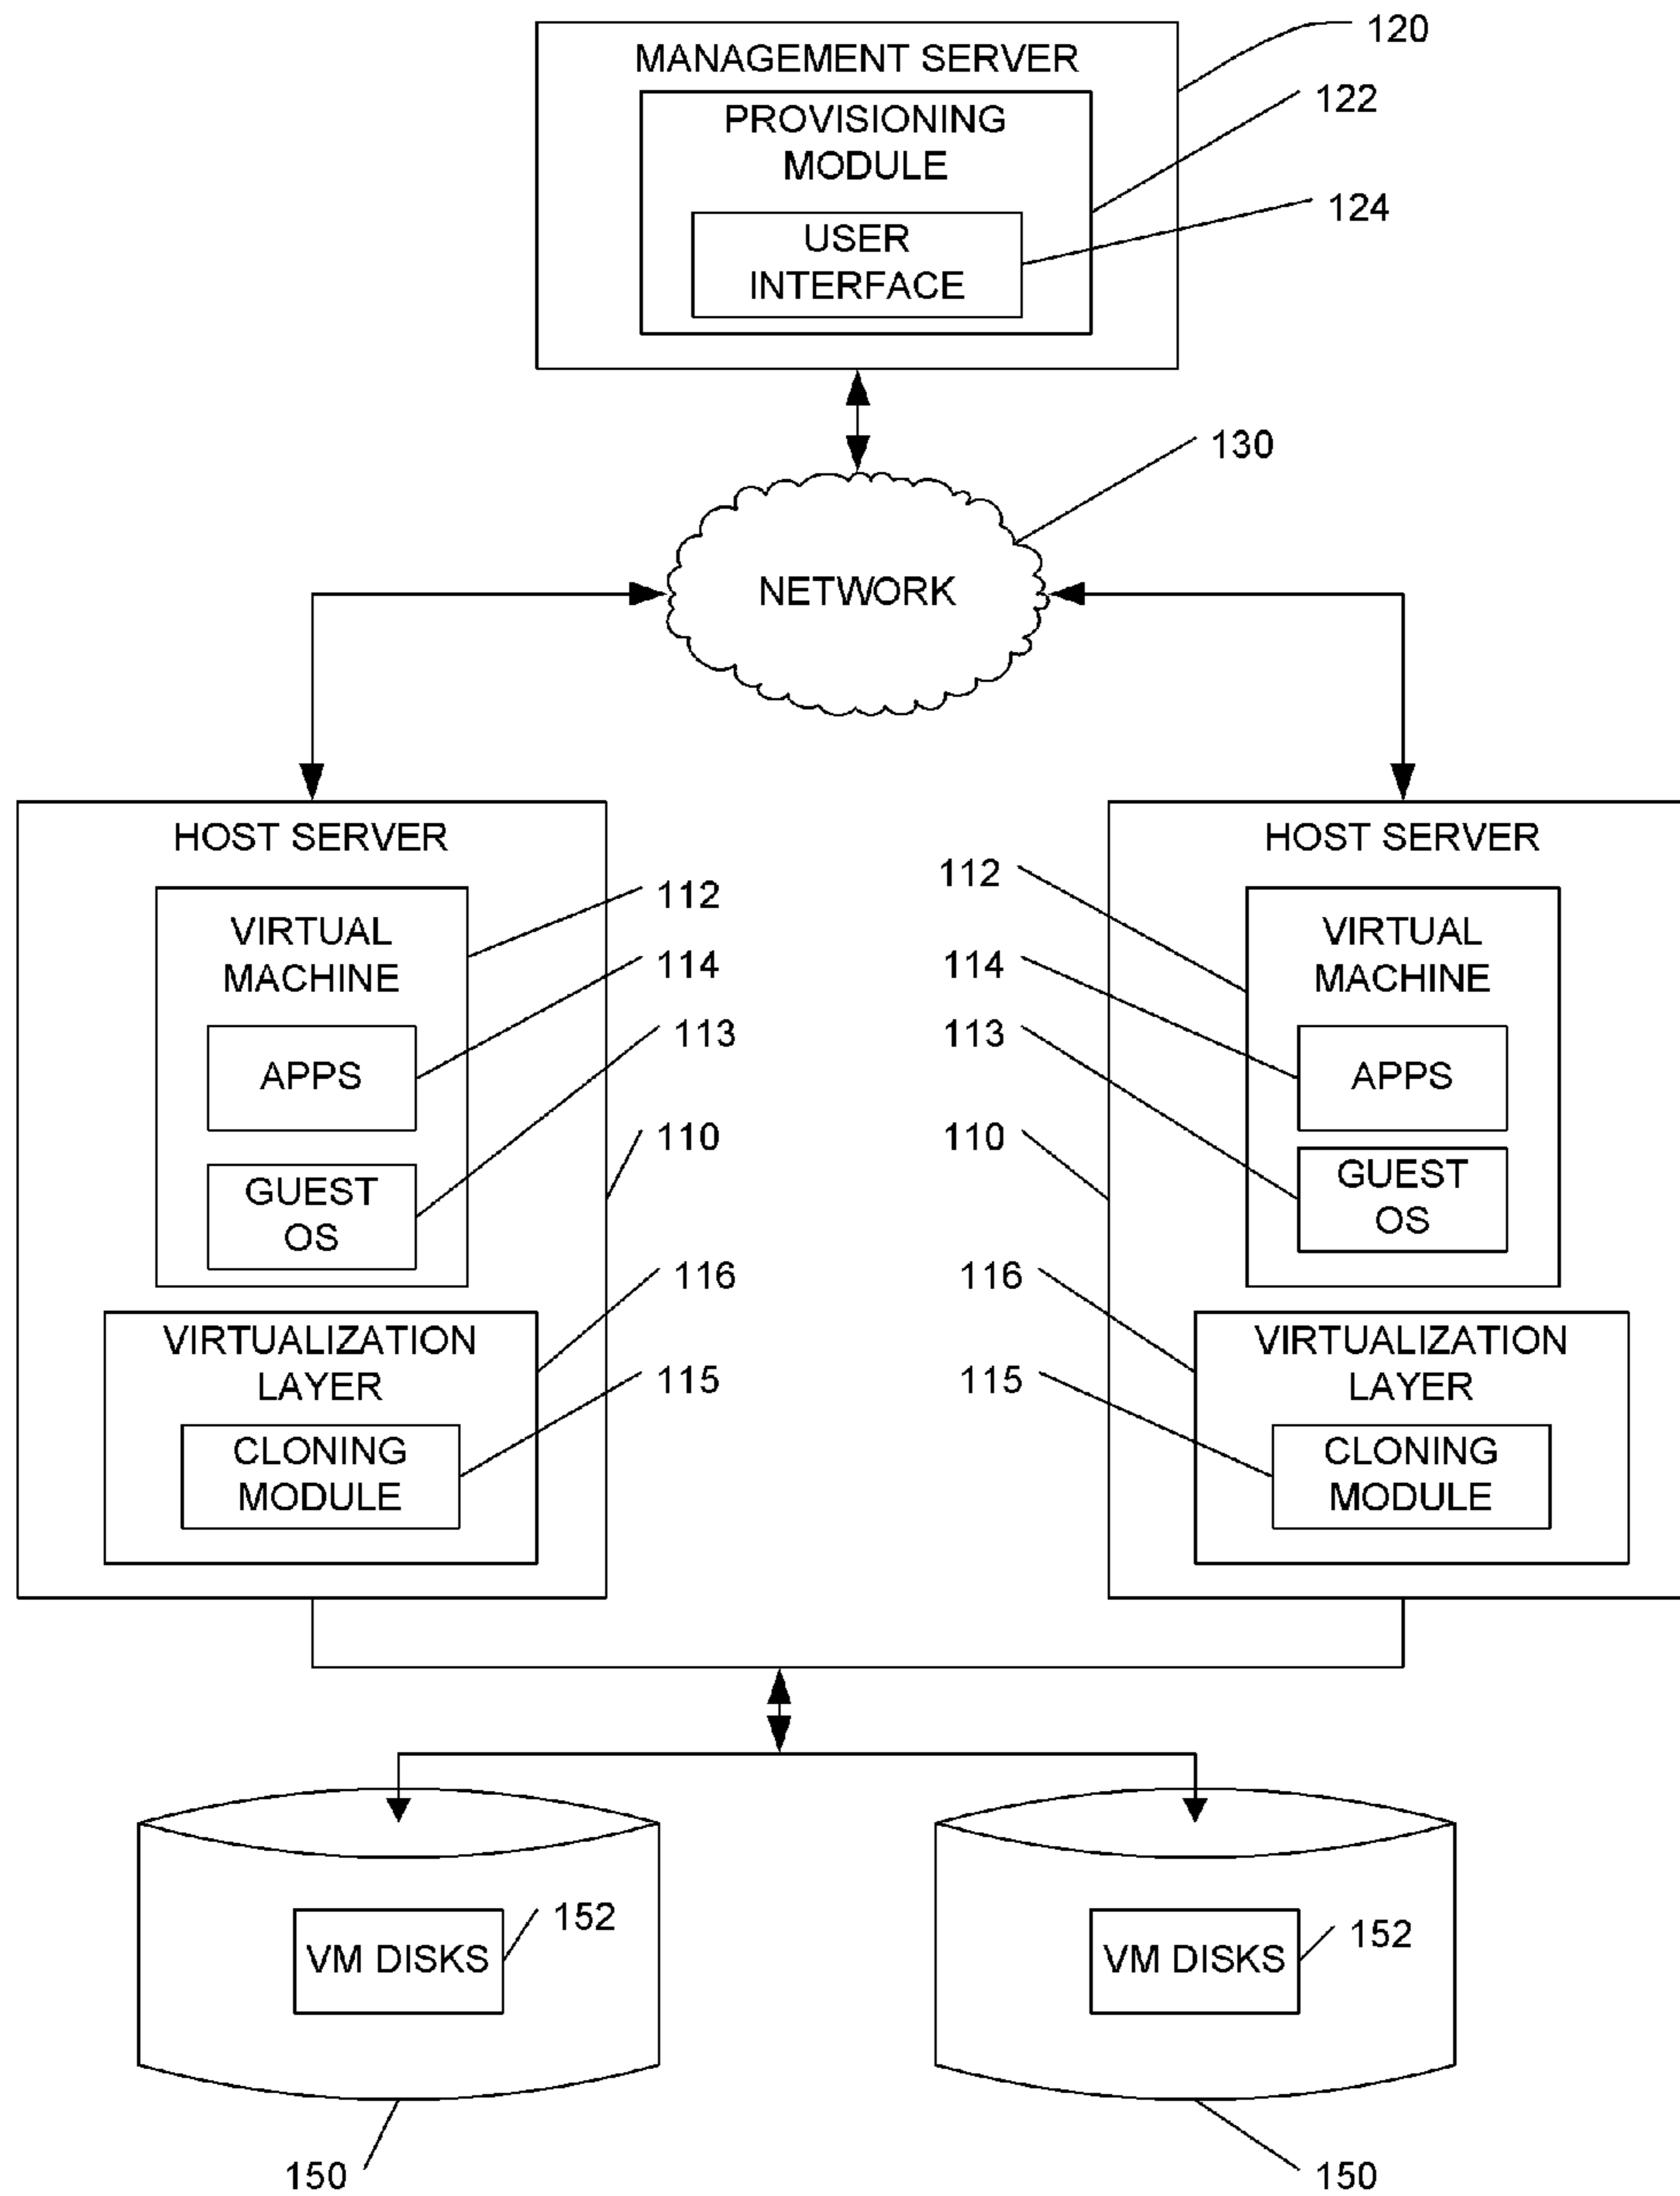 120
MANAGEMENT SERVER
122
PROVISIONING
MODULE
124
USER
INTERFACE
130
NETWORK
HOST SERVER
112
VIRTUAL
MACHINE
114
APPS
113
110
GUEST
OS
116
VIRTUALIZATION
LAYER
115
CLONING
MODULE
HOST SERVER
112
VIRTUAL
MACHINE
114
APPS
113
110
GUEST
OS
116
VIRTUALIZATION
LAYER
115
CLONING
MODULE
152
VM DISKS
150
152
VM DISKS
150